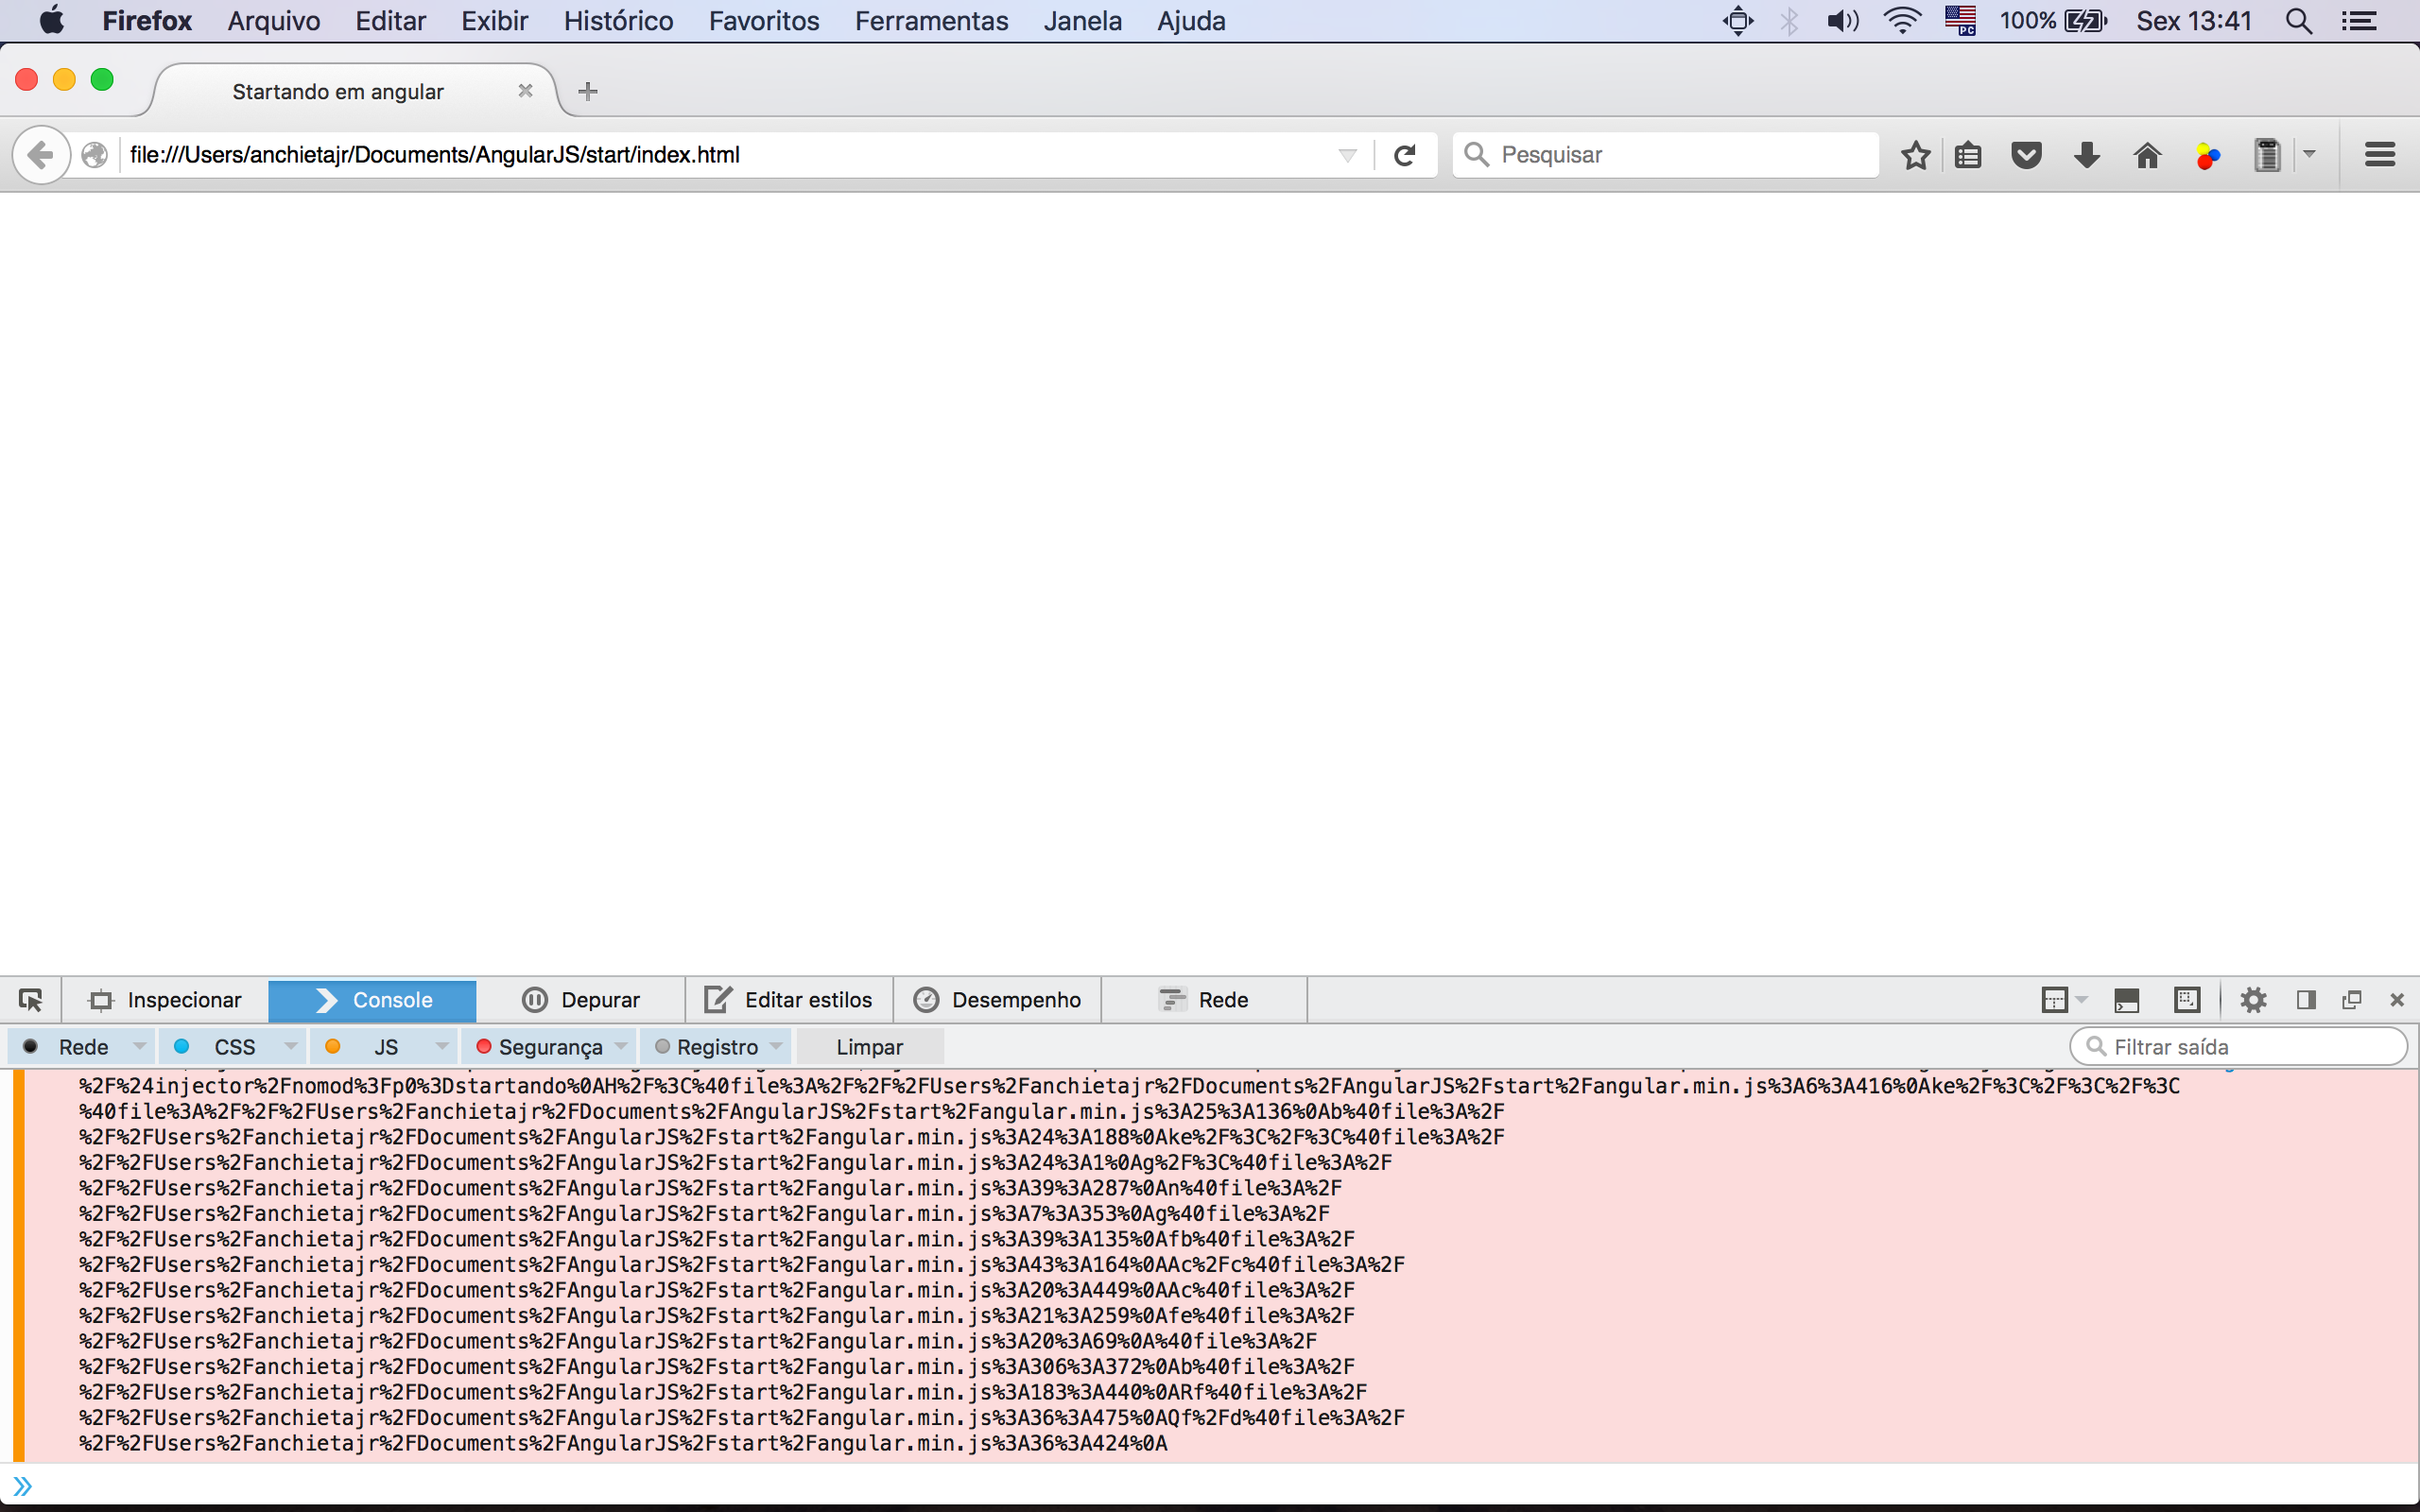 Firefox Arquivo Editar Exibir Histórico Favoritos Ferramentas Janela Ajuda PC 100% Sex 13:41
Startando em angular
file:///Users/anchietajr/Documents/AngularJS/start/index.html Pesquisar
Inspecionar Console Depurar Editar estilos Desempenho Rede
Rede CSS JS Segurança Registro Limpar Filtrar saída
%2F%24injector%2Fnomod%3Fp0%3Dstartando%0AH%2F%3C%40file%3A%2F%2F%2FUsers%2Fanchietajr%2FDocuments%2FAngularJS%2Fstart%2Fangular.min.js%3A6%3A416%0Ake%2F%3C%2F%3C%2F%3C
%40file%3A%2F%2F%2FUsers%2Fanchietajr%2FDocuments%2FAngularJS%2Fstart%2Fangular.min.js%3A25%3A136%0Ab%40file%3A%2F
%2F%2FUsers%2Fanchietajr%2FDocuments%2FAngularJS%2Fstart%2Fangular.min.js%3A24%3A188%0Ake%2F%3C%2F%3C%40file%3A%2F
%2F%2FUsers%2Fanchietajr%2FDocuments%2FAngularJS%2Fstart%2Fangular.min.js%3A24%3A1%0Ag%2F%3C%40file%3A%2F
%2F%2FUsers%2Fanchietajr%2FDocuments%2FAngularJS%2Fstart%2Fangular.min.js%3A39%3A287%0An%40file%3A%2F
%2F%2FUsers%2Fanchietajr%2FDocuments%2FAngularJS%2Fstart%2Fangular.min.js%3A7%3A353%0Ag%40file%3A%2F
%2F%2FUsers%2Fanchietajr%2FDocuments%2FAngularJS%2Fstart%2Fangular.min.js%3A39%3A135%0Afb%40file%3A%2F
%2F%2FUsers%2Fanchietajr%2FDocuments%2FAngularJS%2Fstart%2Fangular.min.js%3A43%3A164%0AAc%2Fc%40file%3A%2F
%2F%2FUsers%2Fanchietajr%2FDocuments%2FAngularJS%2Fstart%2Fangular.min.js%3A20%3A449%0AAc%40file%3A%2F
%2F%2FUsers%2Fanchietajr%2FDocuments%2FAngularJS%2Fstart%2Fangular.min.js%3A21%3A259%0Afe%40file%3A%2F
%2F%2FUsers%2Fanchietajr%2FDocuments%2FAngularJS%2Fstart%2Fangular.min.js%3A20%3A69%0A%40file%3A%2F
%2F%2FUsers%2Fanchietajr%2FDocuments%2FAngularJS%2Fstart%2Fangular.min.js%3A306%3A372%0Ab%40file%3A%2F
%2F%2FUsers%2Fanchietajr%2FDocuments%2FAngularJS%2Fstart%2Fangular.min.js%3A183%3A440%0ARf%40file%3A%2F
%2F%2FUsers%2Fanchietajr%2FDocuments%2FAngularJS%2Fstart%2Fangular.min.js%3A36%3A475%0AQf%2Fd%40file%3A%2F
%2F%2FUsers%2Fanchietajr%2FDocuments%2FAngularJS%2Fstart%2Fangular.min.js%3A36%3A424%0A